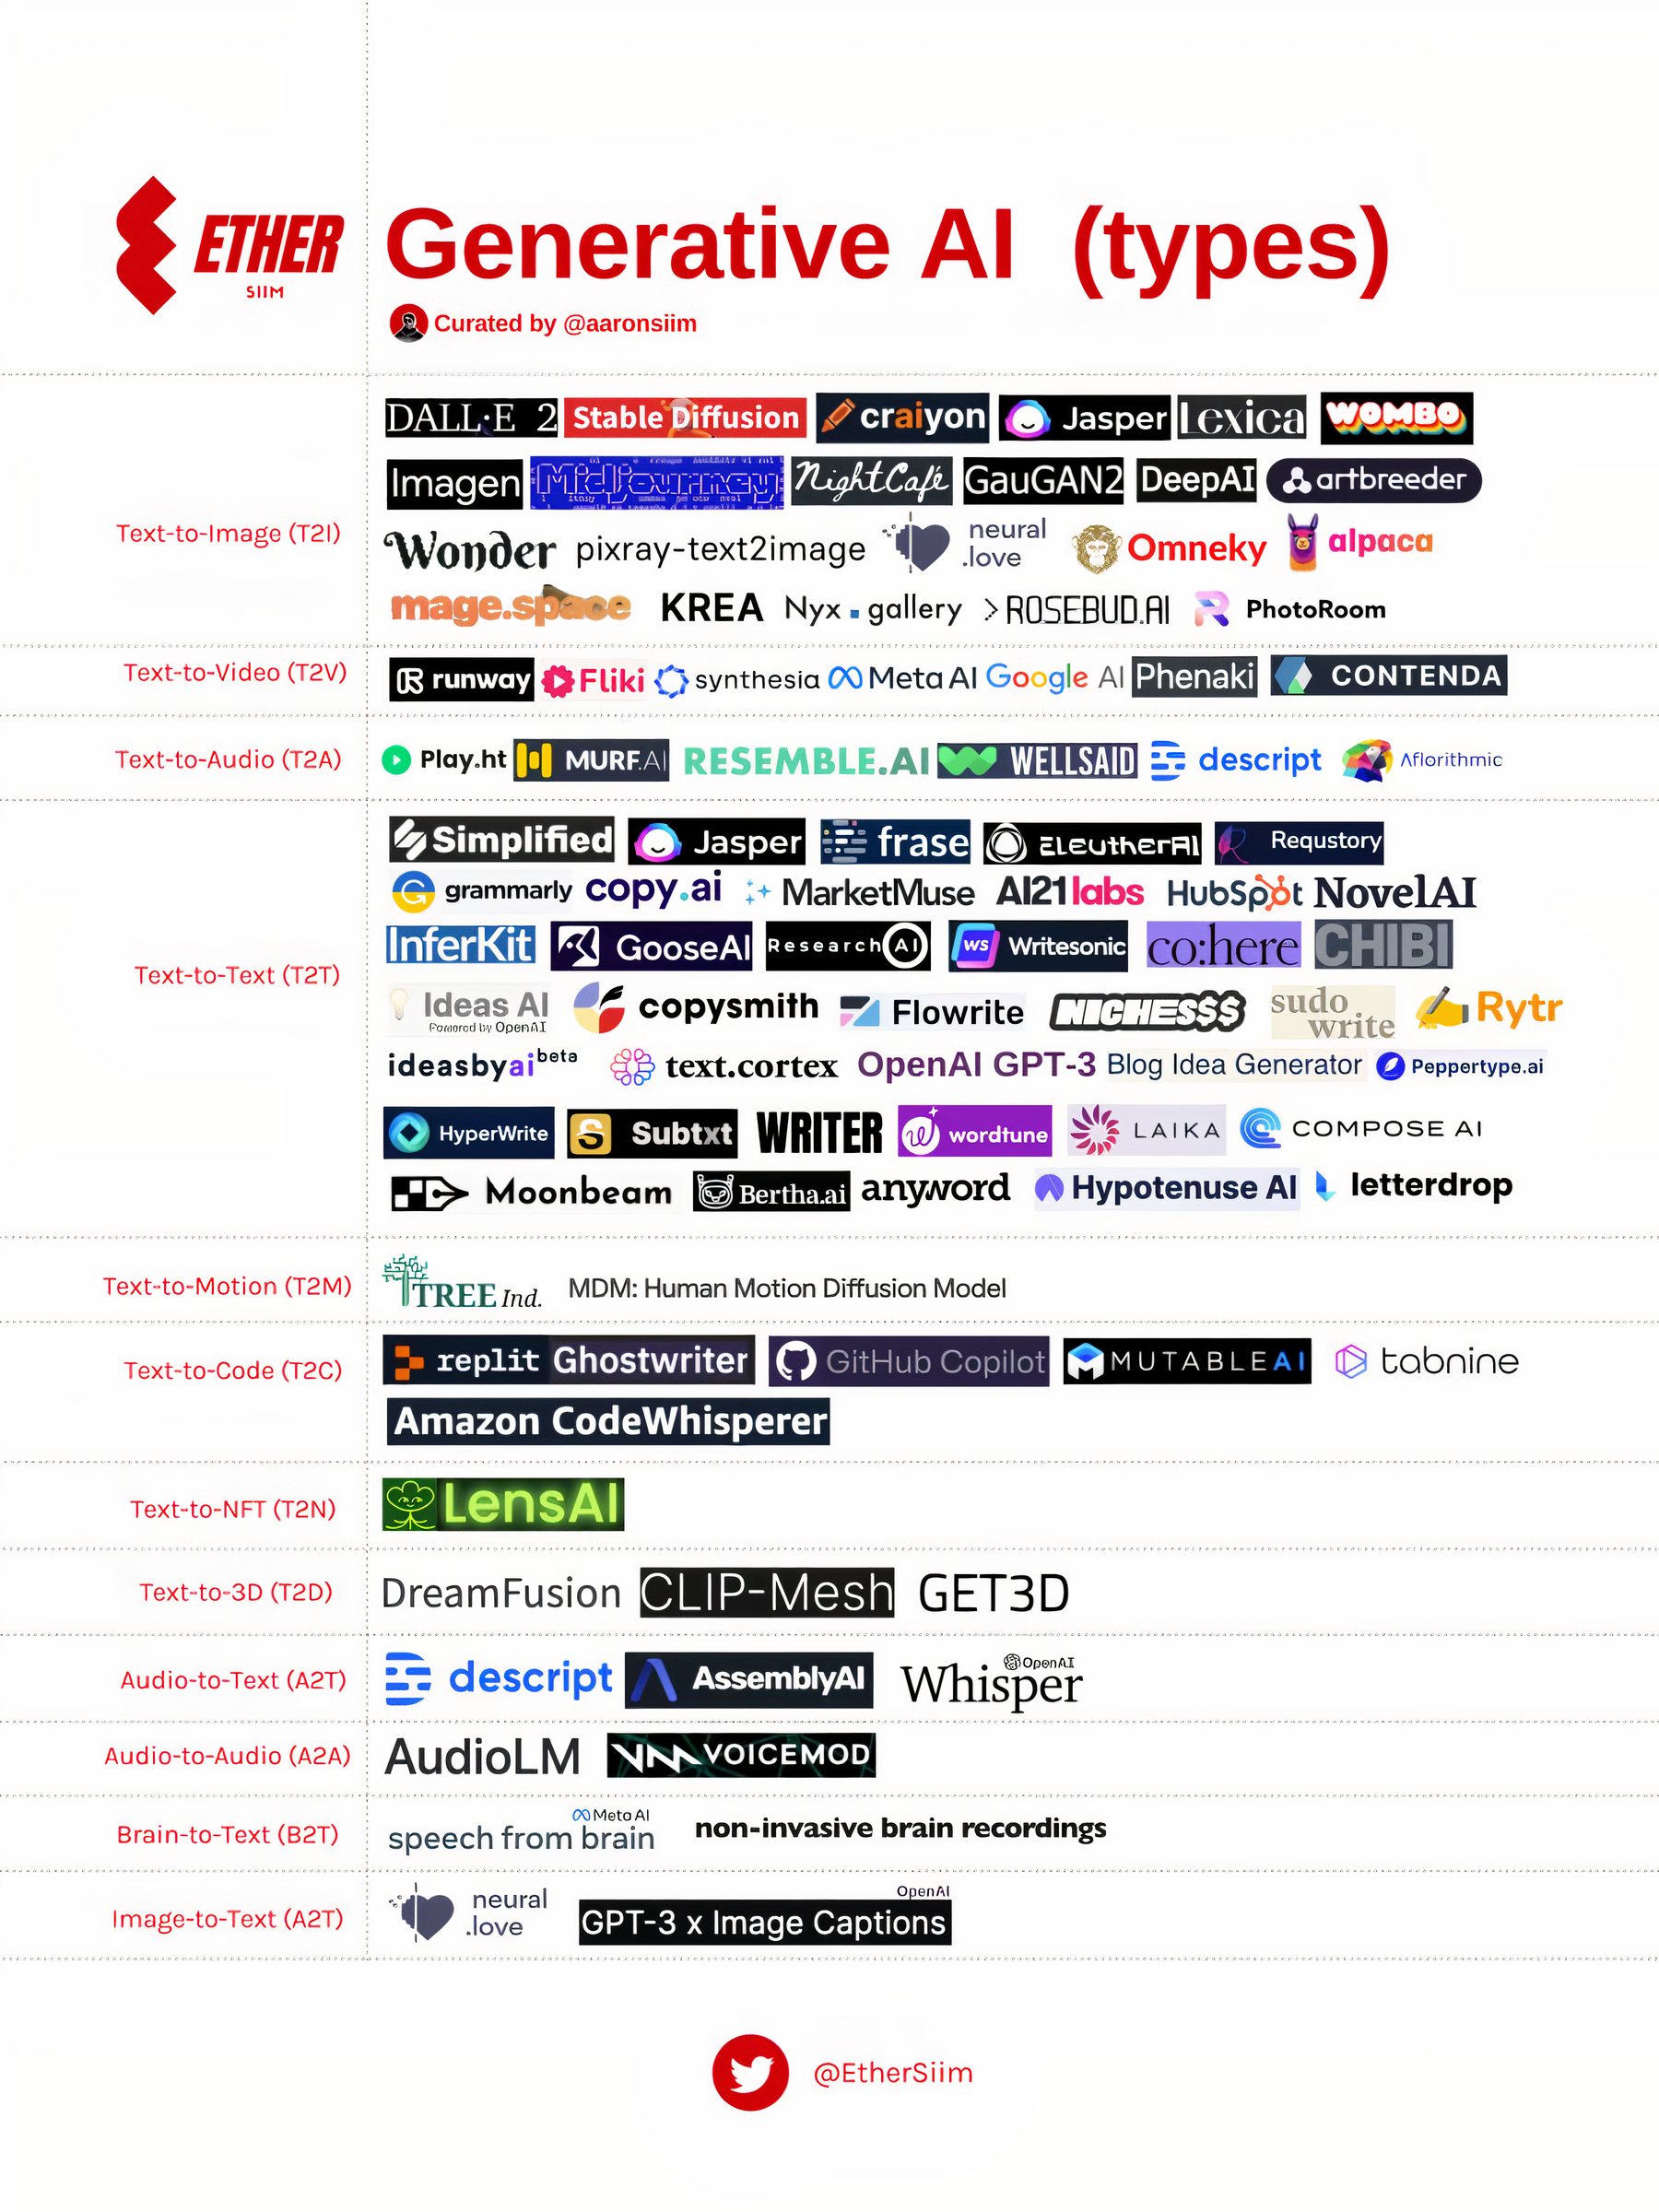 ETHER
SIIM
Generative AI (types)
Curated by @aaronsiim
Text-to-Image (T2I)
DALL·E 2 Stable Diffusion craiyon Jasper Lexica WOMBO
Imagen Midjourney NightCafé GauGAN2 DeepAI artbreeder
Wonder pixray-text2image neural .love Omneky alpaca
mage.space KREA Nyx.gallery >ROSEBUD.AI PhotoRoom
Text-to-Video (T2V)
runway Fliki synthesia Meta AI Google AI Phenaki CONTENDA
Text-to-Audio (T2A)
Play.ht MURF.AI RESEMBLE.AI WELLSAID descript Aflorithmic
Text-to-Text (T2T)
Simplified Jasper frase EleutherAI Requstory
grammarly copy.ai MarketMuse AI21labs HubSpot NovelAI
InferKit GooseAI Research AI WS Writesonic co:here CHIBI
Ideas AI Powered by OpenAI copysmith Flowrite NICHES$$ sudo write Rytr
ideasbyai beta text.cortex OpenAI GPT-3 Blog Idea Generator Peppertype.ai
HyperWrite Subtxt WRITER wordtune LAIKA COMPOSE AI
Moonbeam Bertha.ai anyword Hypotenuse AI letterdrop
Text-to-Motion (T2M)
TREE Ind. MDM: Human Motion Diffusion Model
Text-to-Code (T2C)
replit Ghostwriter GitHub Copilot MUTABLEAI tabnine
Amazon CodeWhisperer
Text-to-NFT (T2N)
LensAI
Text-to-3D (T2D)
DreamFusion CLIP-Mesh GET3D
Audio-to-Text (A2T)
descript AssemblyAI OpenAI Whisper
Audio-to-Audio (A2A)
AudioLM VOICEMOD
Brain-to-Text (B2T)
Meta AI
speech from brain non-invasive brain recordings
Image-to-Text (A2T)
neural .love OpenAI GPT-3 x Image Captions
@EtherSiim